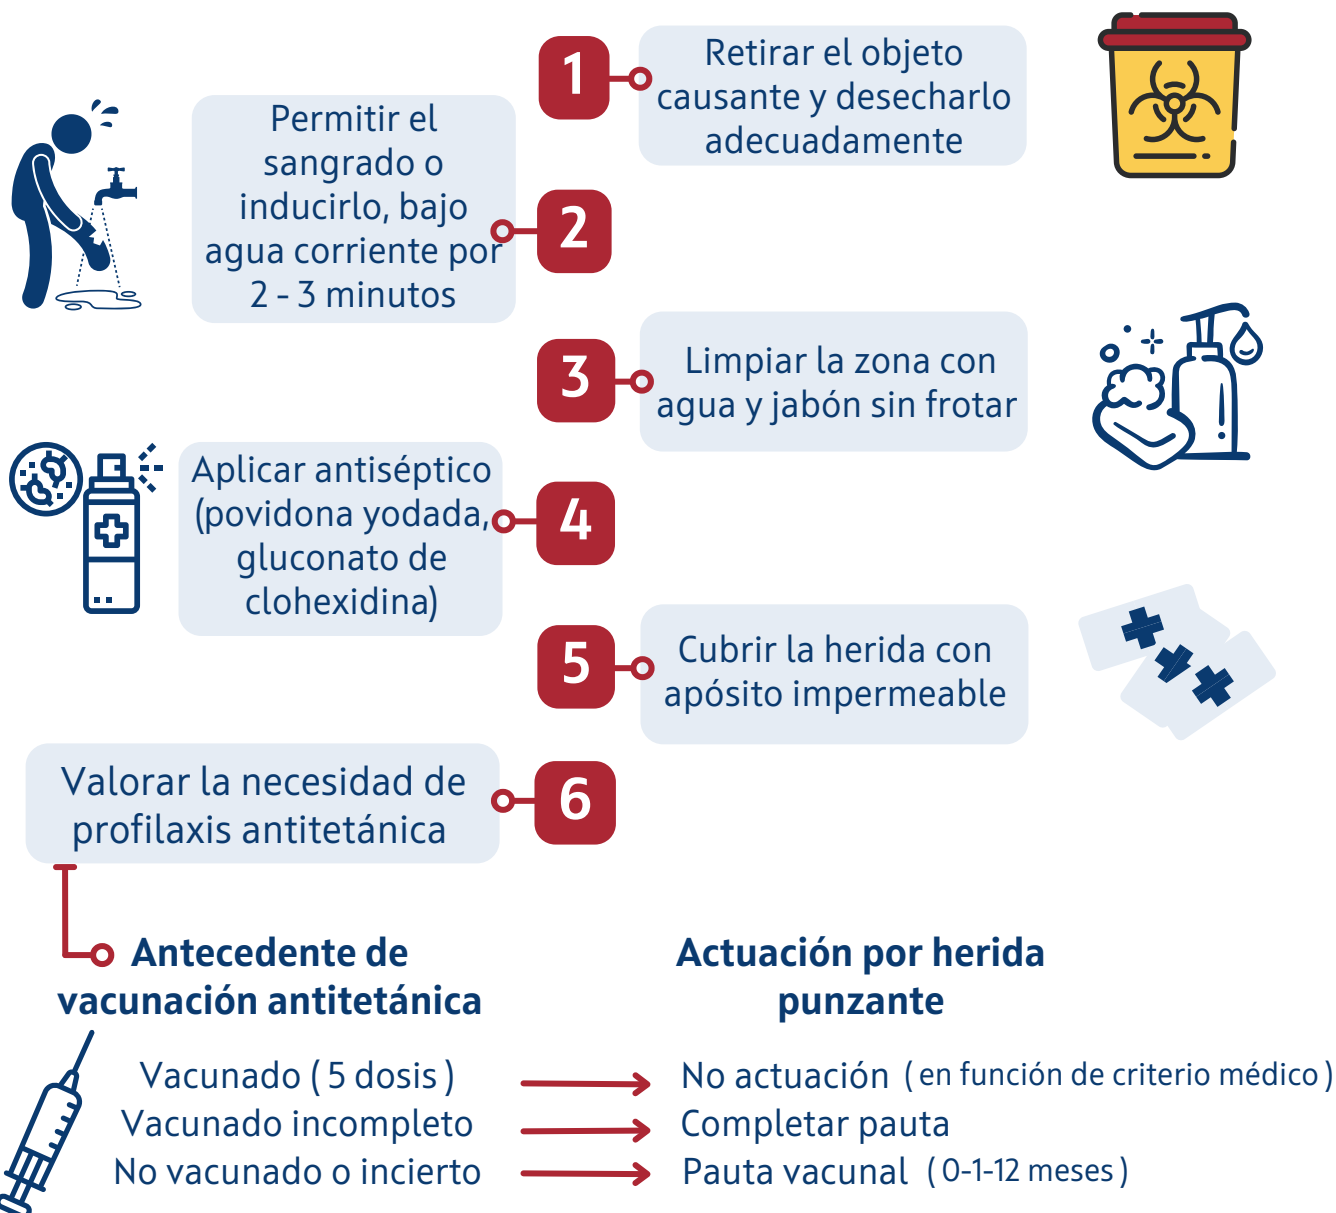 1
Retirar el objeto
causante y desecharlo
adecuadamente
Permitir el
sangrado o
inducirlo, bajo
agua corriente por
2 - 3 minutos
2
3
Limpiar la zona con
agua y jabón sin frotar
Aplicar antiséptico
(povidona yodada,
gluconato de
clohexidina)
4
5
Cubrir la herida con
apósito impermeable
Valorar la necesidad de
profilaxis antitetánica
6
Antecedente de
vacunación antitetánica
Actuación por herida
punzante
Vacunado ( 5 dosis ) No actuación ( en función de criterio médico )
Vacunado incompleto Completar pauta
No vacunado o incierto Pauta vacunal ( 0-1-12 meses )